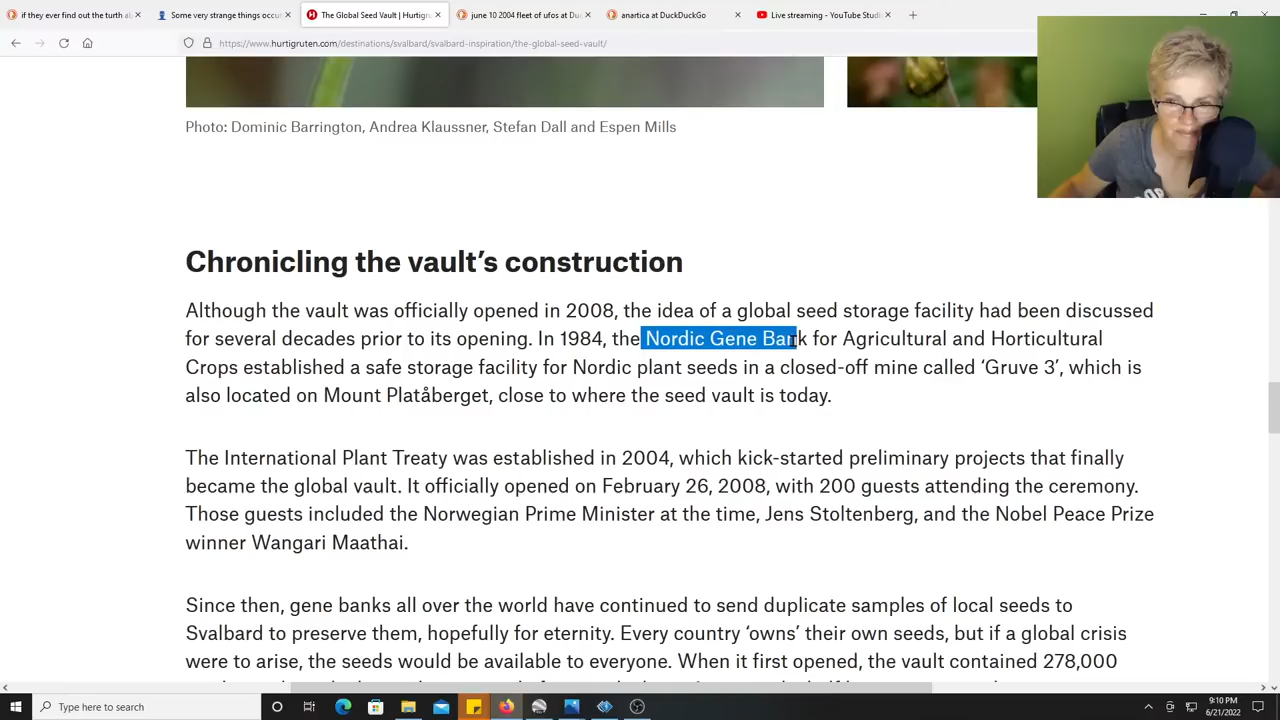 if they ever find out the turth al
Some very strange things occu
The Global Seed Vault | Hurtigru
june 10 2004 fleet of ufos at Du
anartica at DuckDuckGo
Live streaming - YouTube Studi
https://www.hurtigruten.com/destinations/svalbard/svalbard-inspiration/the-global-seed-vault/
Photo: Dominic Barrington, Andrea Klaussner, Stefan Dall and Espen Mills
Chronicling the vault’s construction
Although the vault was officially opened in 2008, the idea of a global seed storage facility had been discussed
for several decades prior to its opening. In 1984, the Nordic Gene Bank for Agricultural and Horticultural
Crops established a safe storage facility for Nordic plant seeds in a closed-off mine called ‘Gruve 3’, which is
also located on Mount Platåberget, close to where the seed vault is today.
The International Plant Treaty was established in 2004, which kick-started preliminary projects that finally
became the global vault. It officially opened on February 26, 2008, with 200 guests attending the ceremony.
Those guests included the Norwegian Prime Minister at the time, Jens Stoltenberg, and the Nobel Peace Prize
winner Wangari Maathai.
Since then, gene banks all over the world have continued to send duplicate samples of local seeds to
Svalbard to preserve them, hopefully for eternity. Every country ‘owns’ their own seeds, but if a global crisis
were to arise, the seeds would be available to everyone. When it first opened, the vault contained 278,000
Type here to search
9:10 PM
6/21/2022